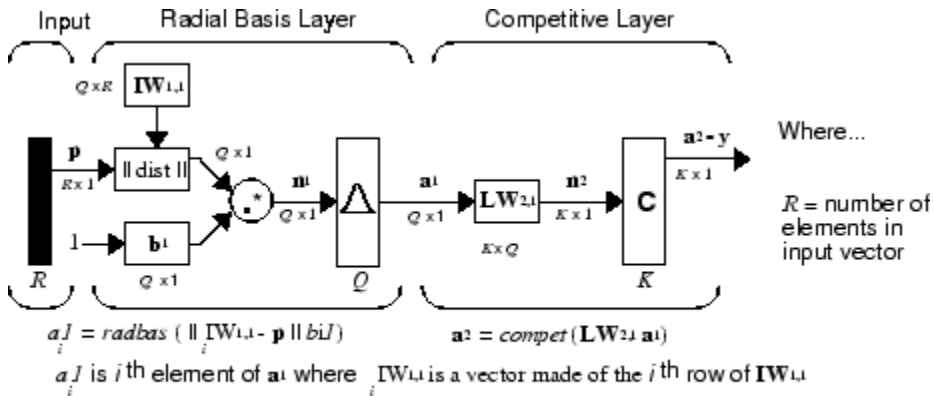 Input
Radial Basis Layer
Competitive Layer
Q x R
IW1,1
p
R x 1
|| dist ||
Q x 1
.*
n1
Q x 1
a1
Q x 1
LW2,1
K x Q
n2
K x 1
C
a2 = y
K x 1
Where...
R = number of
elements in
input vector
1
b1
Q x 1
R
Q
K
ai1 = radbas ( || iIW1,1 - p || bi1)
a2 = compet (LW2,1 a1)
ai1 is i th element of a1 where iIW1,1 is a vector made of the i th row of IW1,1